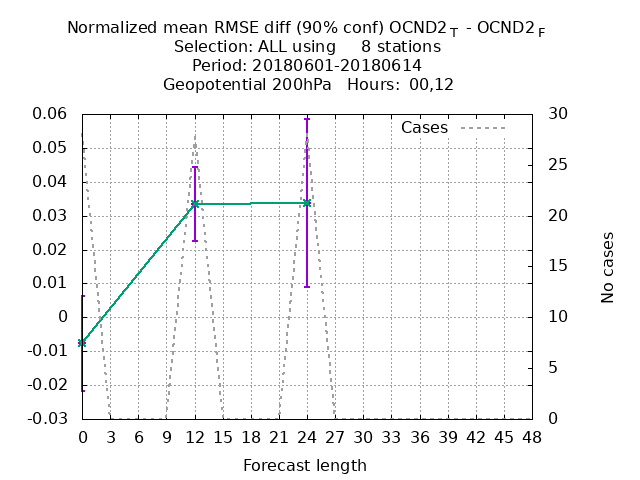 Normalized mean RMSE diff (90% conf) OCND2 T - OCND2 F
Selection: ALL using 8 stations
Period: 20180601-20180614
Geopotential 200hPa Hours: 00,12
Cases
0.06
0.05
0.04
0.03
0.02
0.01
0
-0.01
-0.02
-0.03
30
25
20
15
10
5
0
No cases
0 3 6 9 12 15 18 21 24 27 30 33 36 39 42 45 48
Forecast length